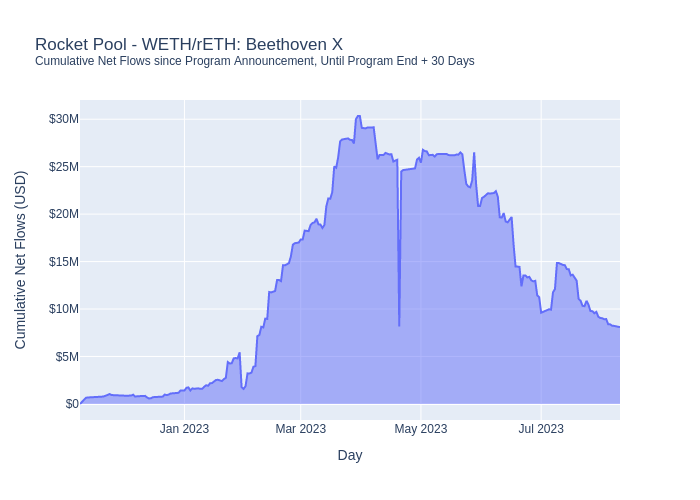 Rocket Pool - WETH/rETH: Beethoven X
Cumulative Net Flows since Program Announcement, Until Program End + 30 Days
Cumulative Net Flows (USD)
$30M
$25M
$20M
$15M
$10M
$5M
$0
Jan 2023
Mar 2023
May 2023
Jul 2023
Day